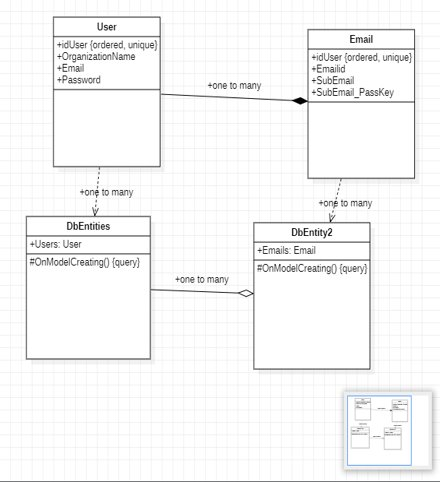 User
+idUser {ordered, unique}
+OrganizationName
+Email
+Password
Email
+idUser {ordered, unique}
+Emailid
+SubEmail
+SubEmail_PassKey
+one to many
+one to many
+one to many
DbEntities
+Users: User
#OnModelCreating() {query}
DbEntity2
+Emails: Email
#OnModelCreating() {query}
+one to many